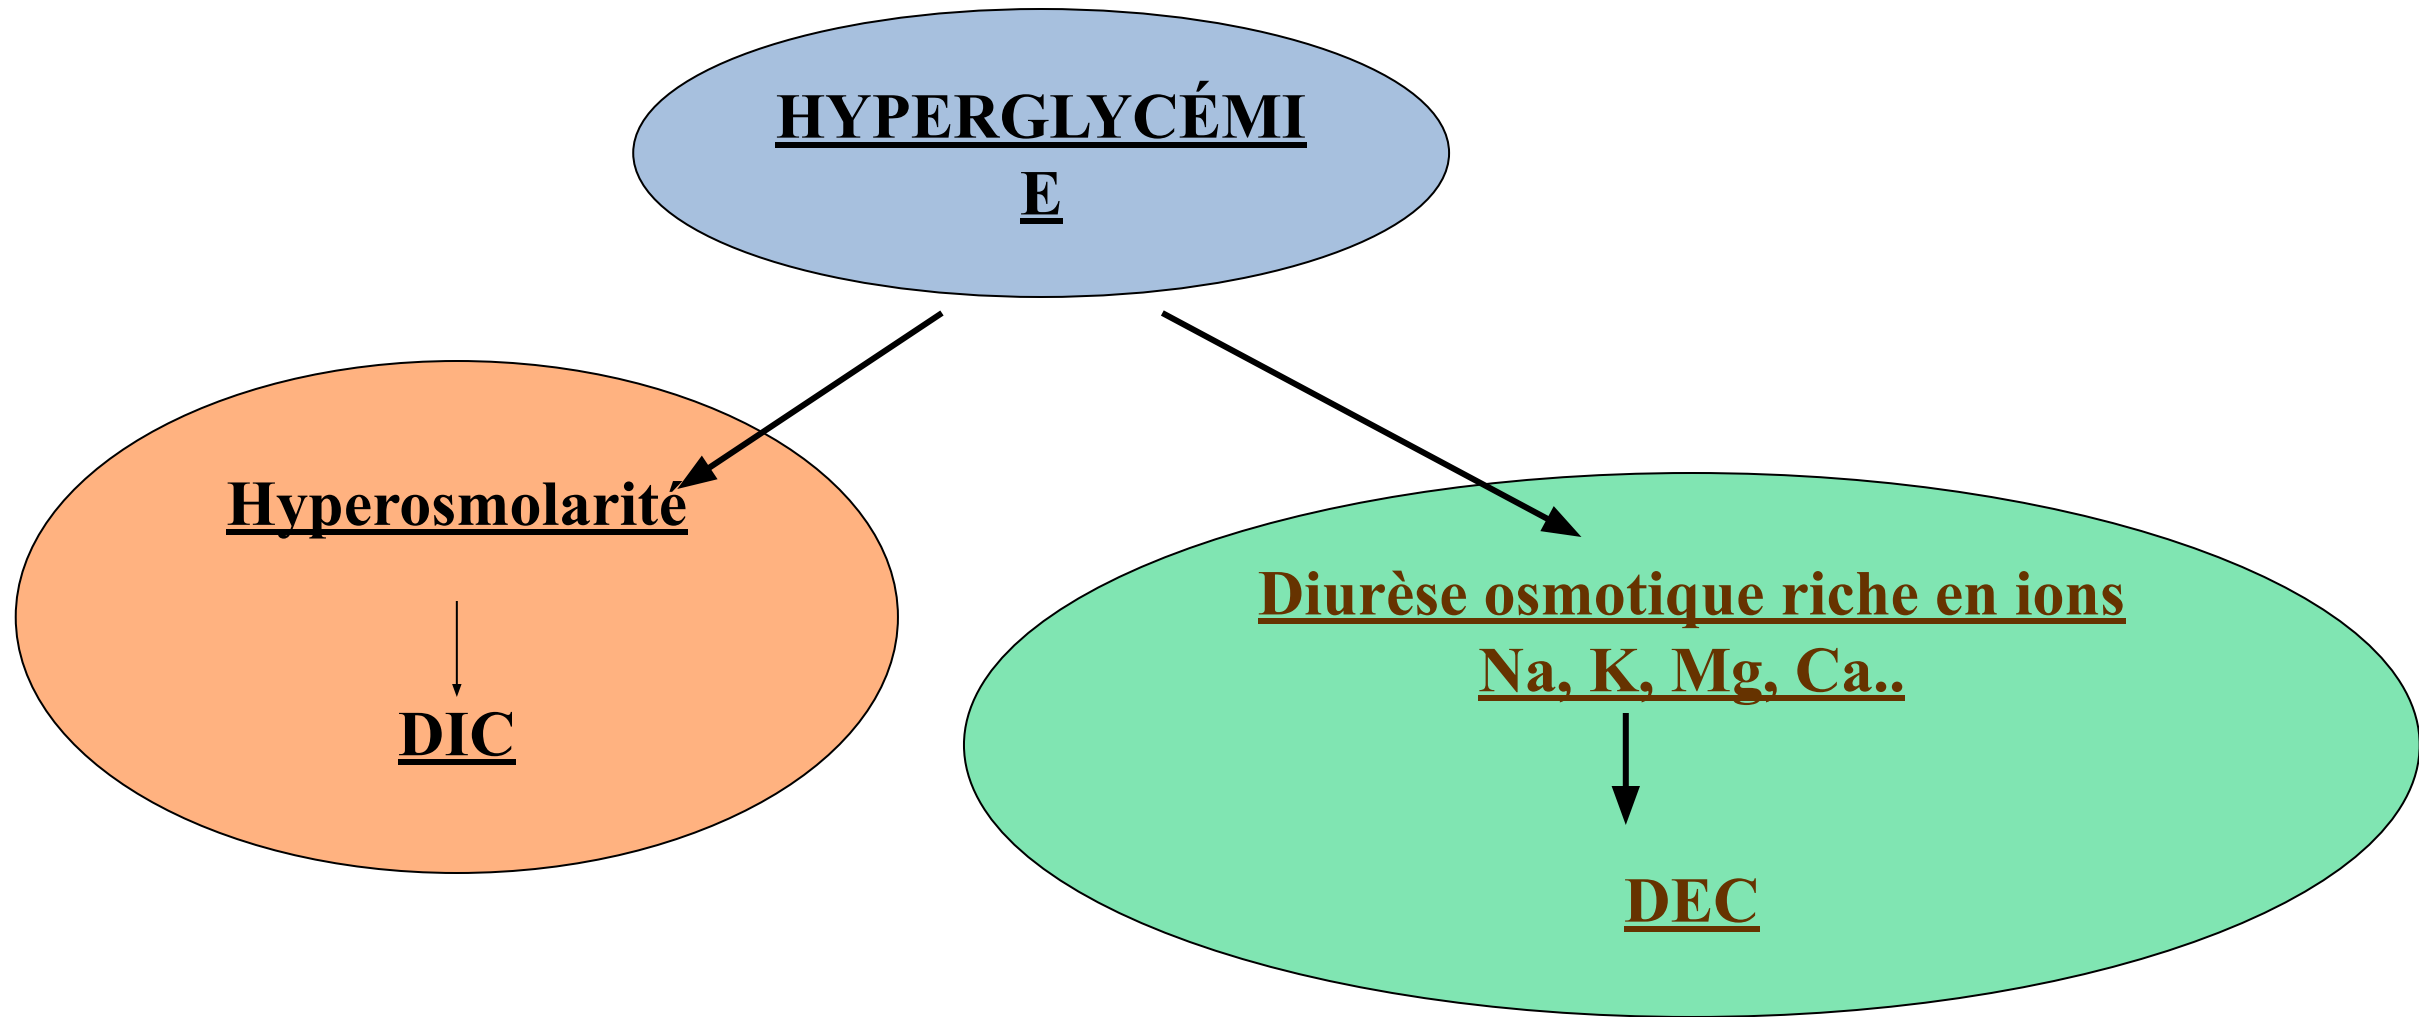 HYPERGLYCÉMI
E
Hyperosmolarité
DIC
Diurèse osmotique riche en ions
Na, K, Mg, Ca..
DEC